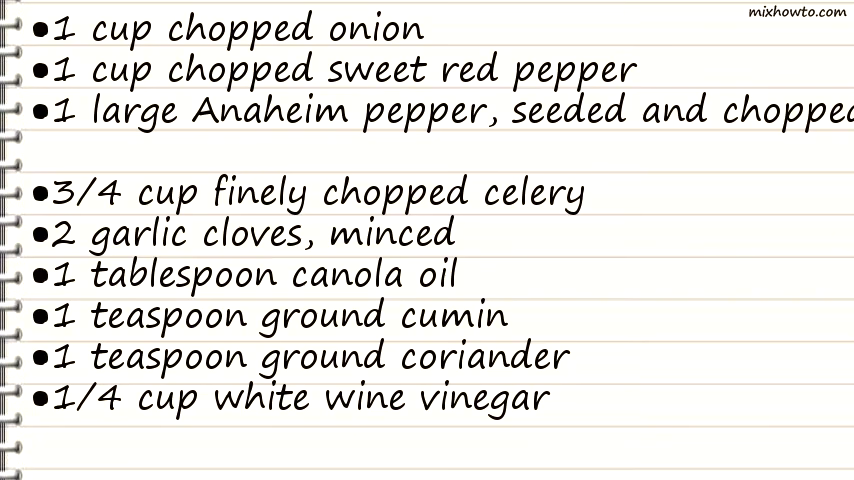 mixhowto.com
•1 cup chopped onion
•1 cup chopped sweet red pepper
•1 large Anaheim pepper, seeded and chopped
•3/4 cup finely chopped celery
•2 garlic cloves, minced
•1 tablespoon canola oil
•1 teaspoon ground cumin
•1 teaspoon ground coriander
•1/4 cup white wine vinegar